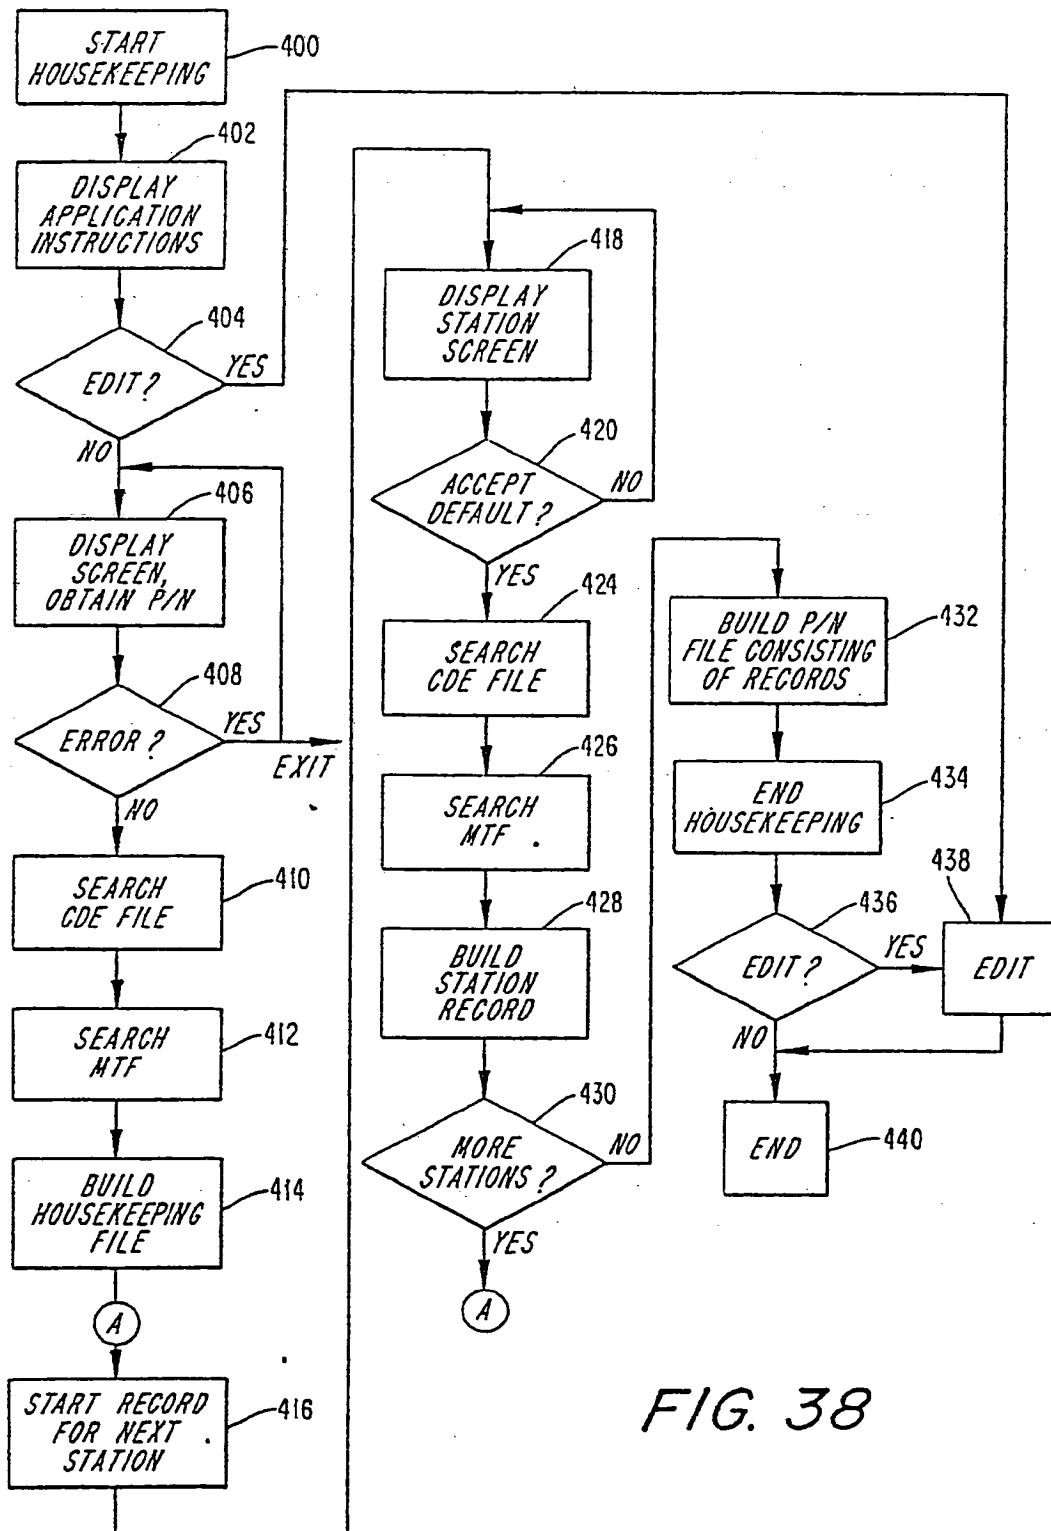 START
HOUSEKEEPING
400
402
DISPLAY
APPLICATION
INSTRUCTIONS
404
EDIT?
YES
NO
406
DISPLAY
SCREEN,
OBTAIN P/N
408
ERROR?
YES
EXIT
NO
SEARCH
CDE FILE
410
SEARCH
MTF
412
BUILD
HOUSEKEEPING
FILE
414
A
START RECORD
FOR NEXT
STATION
416
418
DISPLAY
STATION
SCREEN
420
ACCEPT
DEFAULT?
NO
YES
424
SEARCH
CDE FILE
426
SEARCH
MTF
428
BUILD
STATION
RECORD
430
MORE
STATIONS?
NO
YES
A
BUILD P/N
FILE CONSISTING
OF RECORDS
432
END
HOUSEKEEPING
434
436
EDIT?
YES
438
EDIT
NO
END
440
FIG. 38